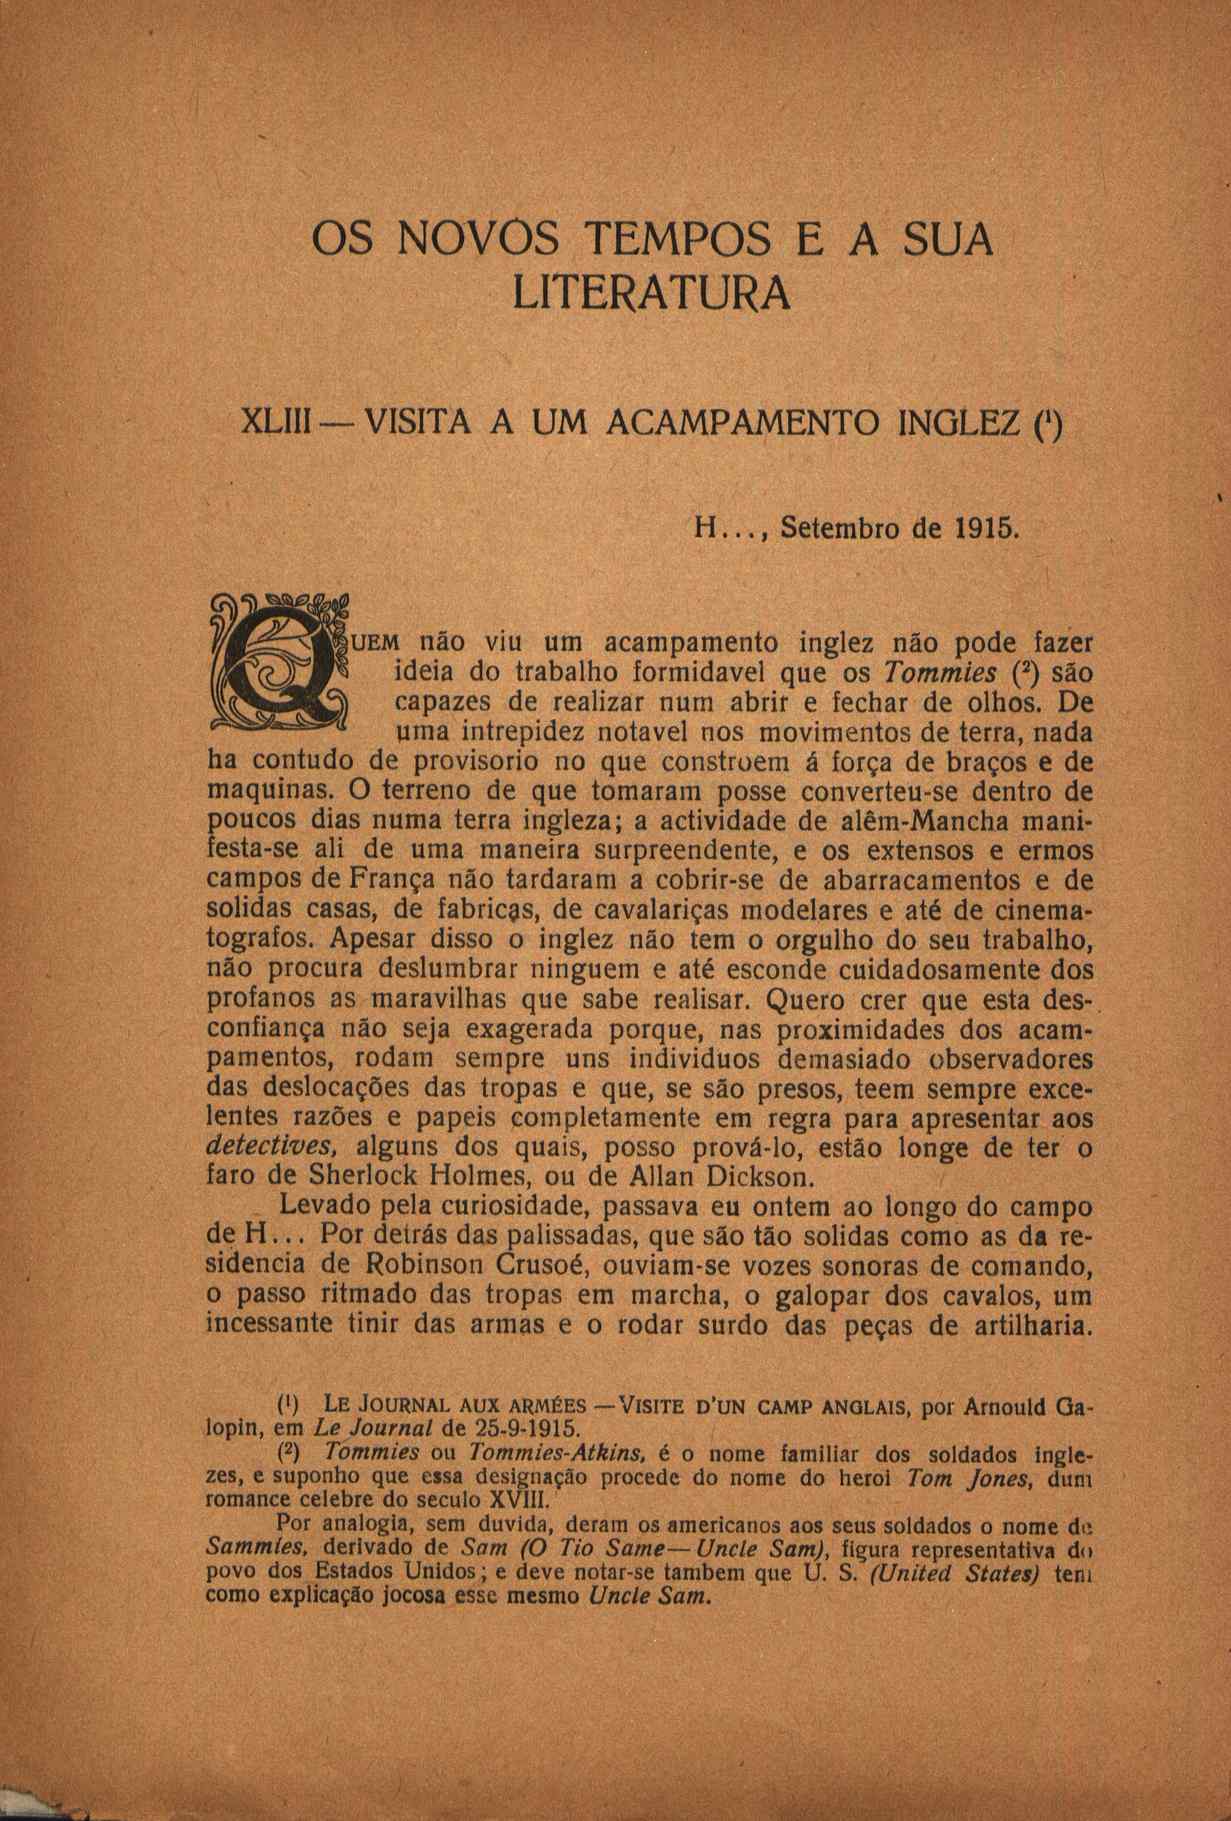 OS NOVOS TEMPOS E A SUA
LITERATURA
XLIII — VISITA A UM ACAMPAMENTO INGLEZ (¹)
H..., Setembro de 1915.
QUEM não viu um acampamento inglez não pode fazer
ideia do trabalho formidavel que os Tommies (²) são
capazes de realizar num abrir e fechar de olhos. De
uma intrepidez notavel nos movimentos de terra, nada
ha contudo de provisorio no que constroem á força de braços e de
maquinas. O terreno de que tomaram posse converteu-se dentro de
poucos dias numa terra ingleza; a actividade de alêm-Mancha mani-
festa-se ali de uma maneira surpreendente, e os extensos e ermos
campos de França não tardaram a cobrir-se de abarracamentos e de
solidas casas, de fabricas, de cavalariças modelares e até de cinema-
tografos. Apesar disso o inglez não tem o orgulho do seu trabalho,
não procura deslumbrar ninguem e até esconde cuidadosamente dos
profanos as maravilhas que sabe realisar. Quero crer que esta des-
confiança não seja exagerada porque, nas proximidades dos acam-
pamentos, rodam sempre uns individuos demasiado observadores
das deslocações das tropas e que, se são presos, teem sempre exce-
lentes razões e papeis completamente em regra para apresentar aos
detectives, alguns dos quais, posso prová-lo, estão longe de ter o
faro de Sherlock Holmes, ou de Allan Dickson.
Levado pela curiosidade, passava eu ontem ao longo do campo
de H... Por detrás das palissadas, que são tão solidas como as da re-
sidencia de Robinson Crusoé, ouviam-se vozes sonoras de comando,
o passo ritmado das tropas em marcha, o galopar dos cavalos, um
incessante tinir das armas e o rodar surdo das peças de artilharia.
(¹) LE JOURNAL AUX ARMÉES — VISITE D'UN CAMP ANGLAIS, por Arnould Ga-
lopin, em Le Journal de 25-9-1915.
(²) Tommies ou Tommies-Atkins, é o nome familiar dos soldados ingle-
zes, e suponho que essa designação procede do nome do heroi Tom Jones, dum
romance celebre do seculo XVIII.
Por analogia, sem duvida, deram os americanos aos seus soldados o nome de
Sammies, derivado de Sam (O Tio Same — Uncle Sam), figura representativa do
povo dos Estados Unidos; e deve notar-se tambem que U. S. (United States) tem
como explicação jocosa esse mesmo Uncle Sam.